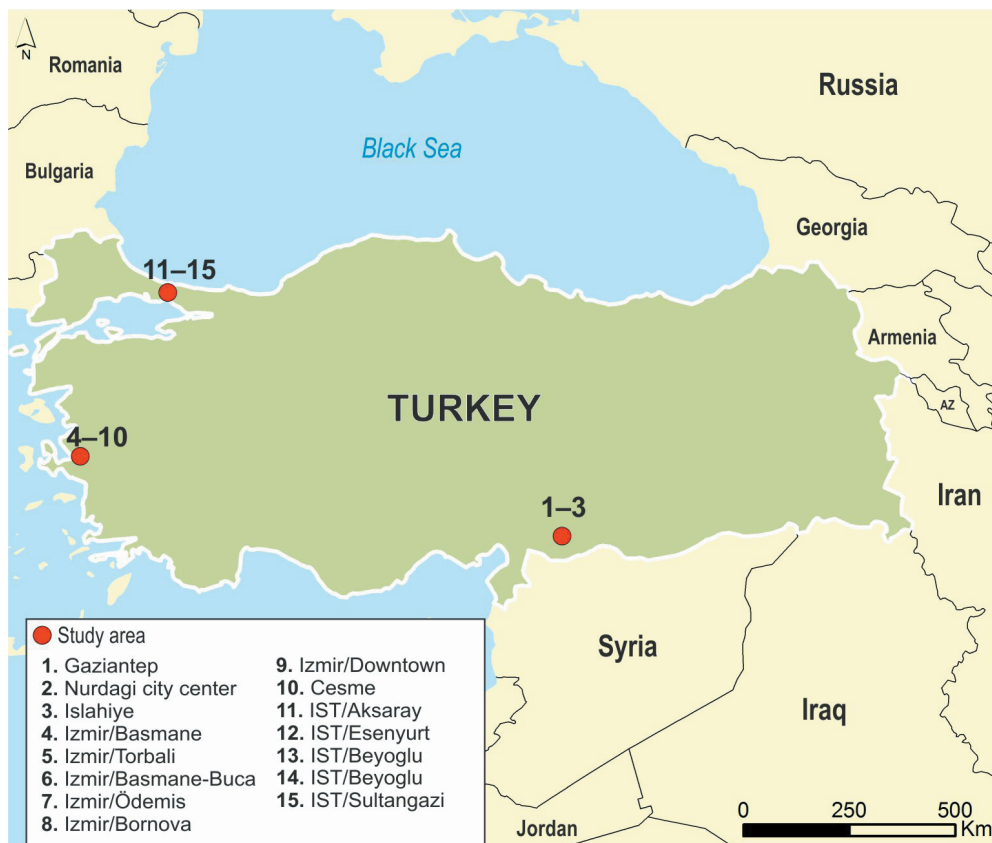 N
Romania
Russia
Bulgaria
Black Sea
Georgia
11–15
Armenia
TURKEY
AZ
4–10
Iran
1–3
Syria
Iraq
Jordan
Study area
1. Gaziantep
2. Nurdagi city center
3. Islahiye
4. Izmir/Basmane
5. Izmir/Torbali
6. Izmir/Basmane-Buca
7. Izmir/Ödemis
8. Izmir/Bornova
9. Izmir/Downtown
10. Cesme
11. IST/Aksaray
12. IST/Esenyurt
13. IST/Beyoglu
14. IST/Beyoglu
15. IST/Sultangazi
0 250 500
Km